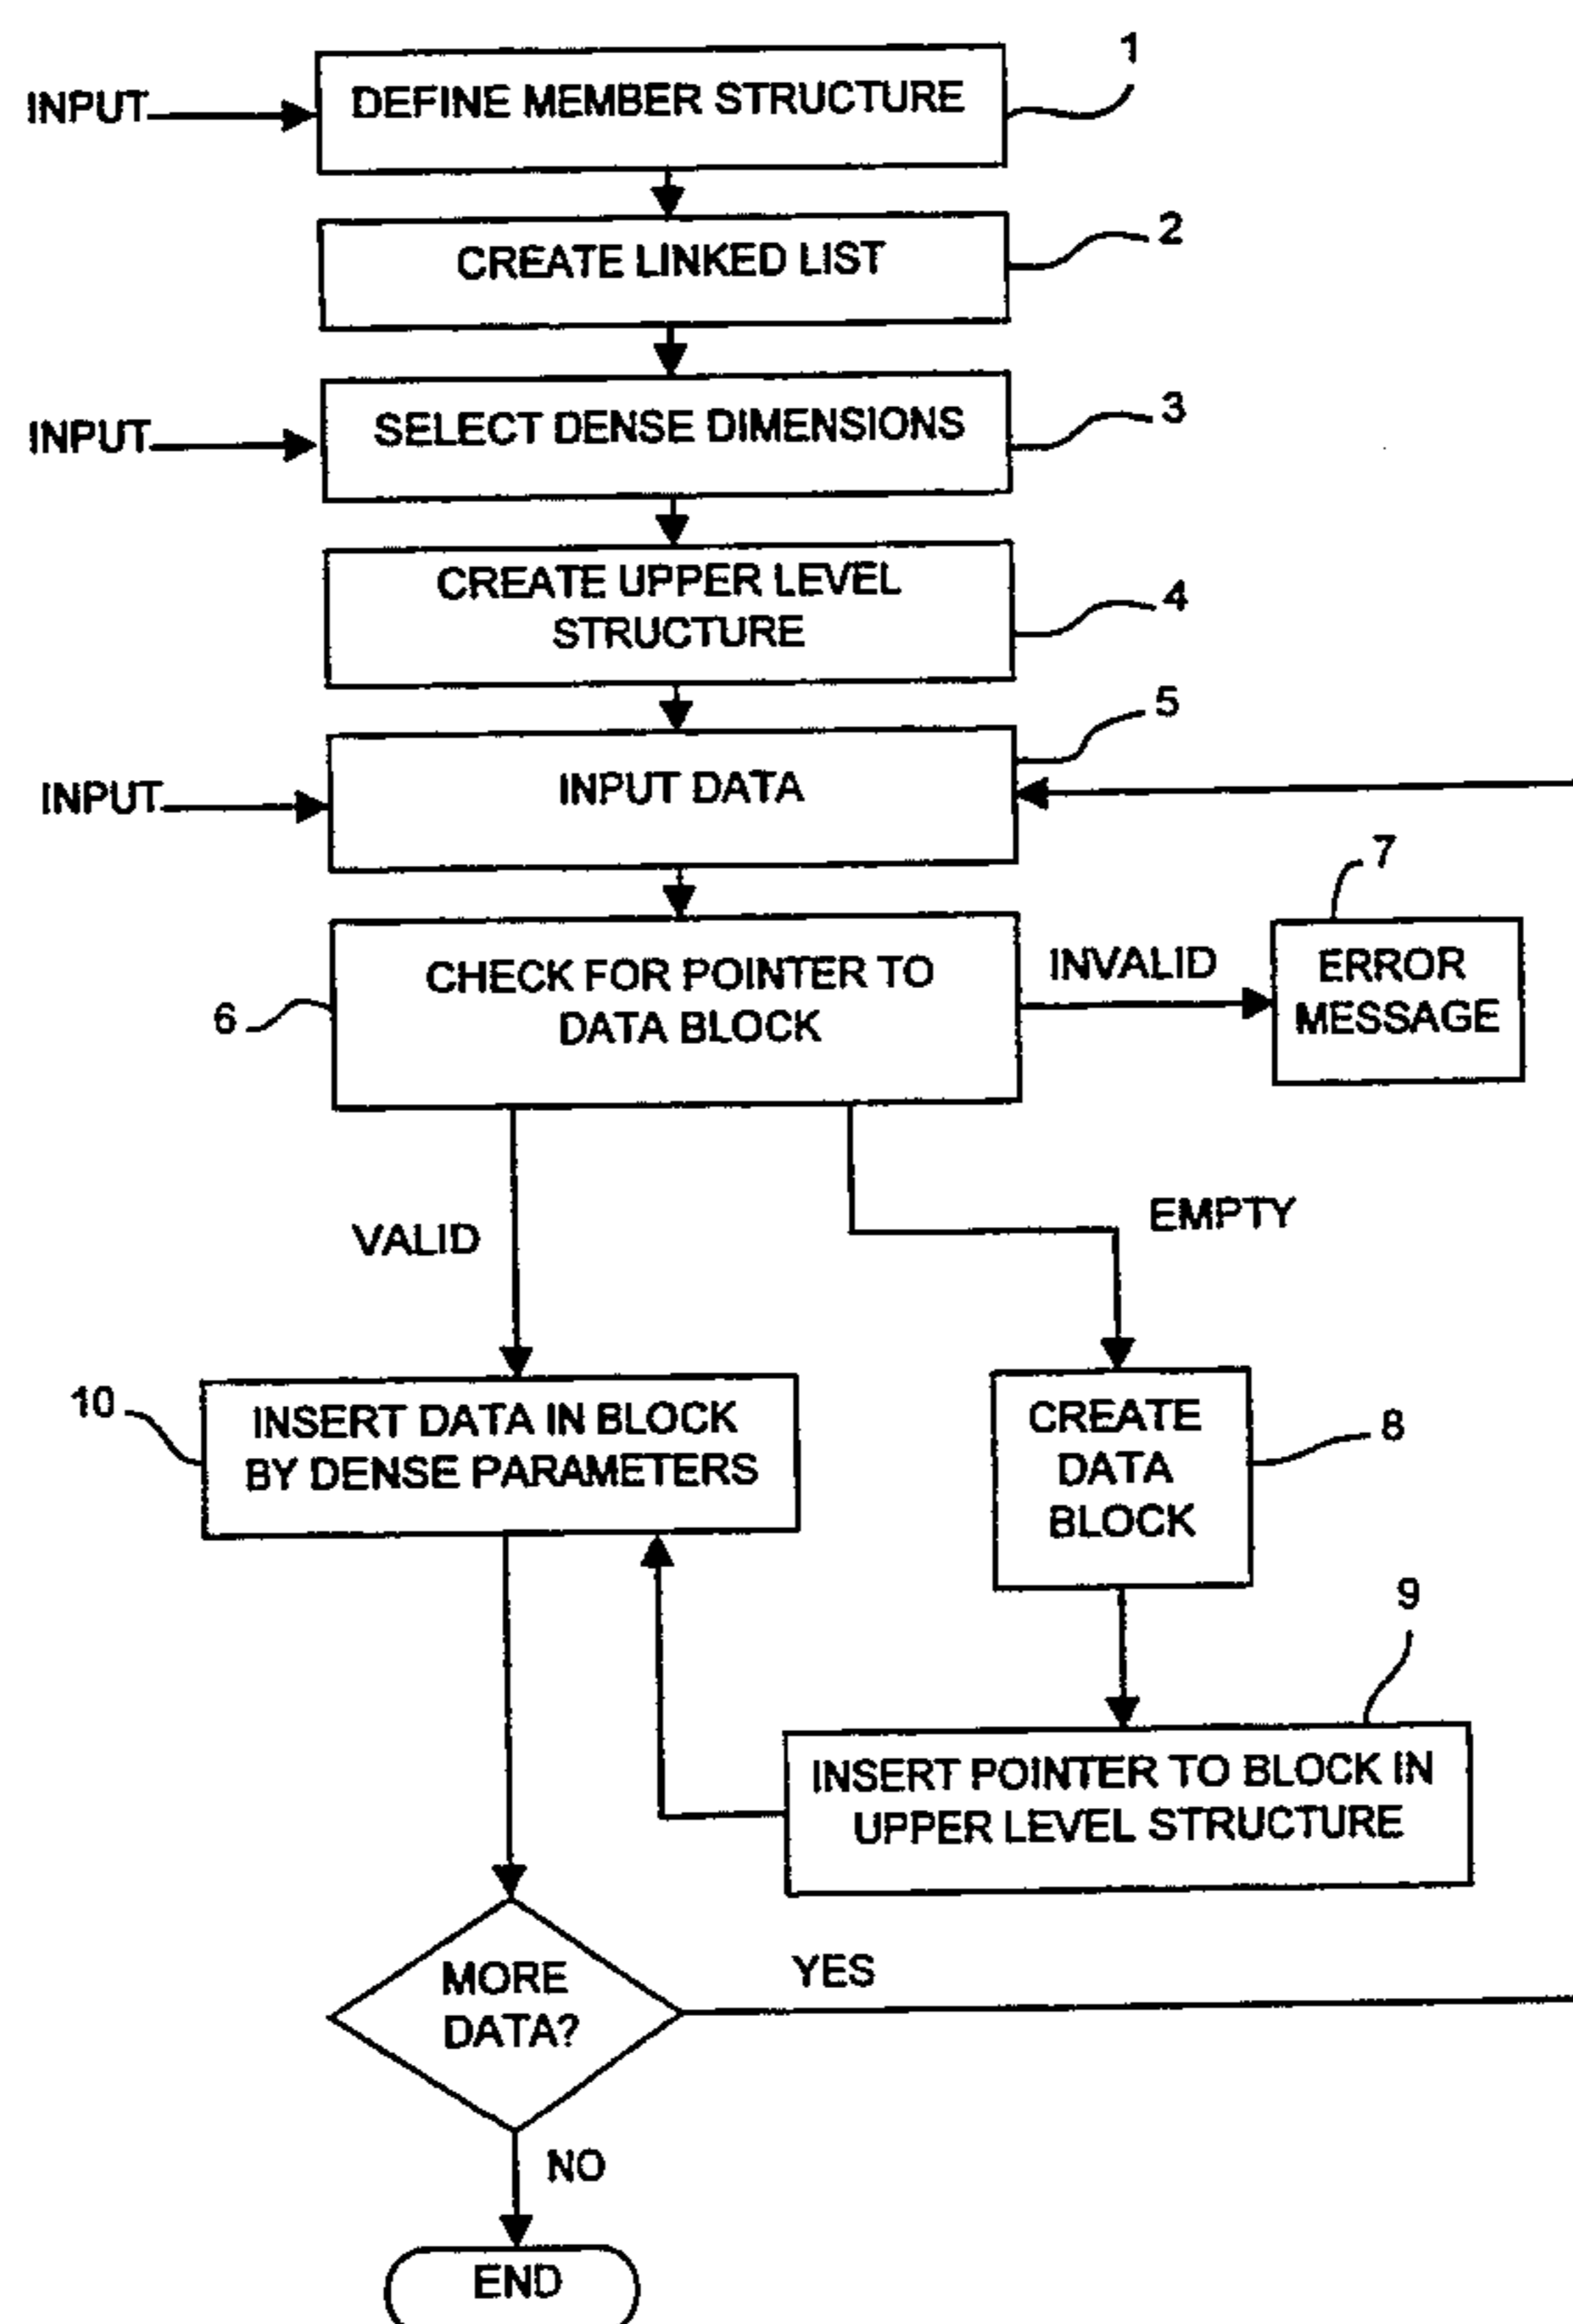 1
INPUT
DEFINE MEMBER STRUCTURE
2
CREATE LINKED LIST
3
INPUT
SELECT DENSE DIMENSIONS
4
CREATE UPPER LEVEL
STRUCTURE
5
INPUT
INPUT DATA
7
6
CHECK FOR POINTER TO
DATA BLOCK
INVALID
ERROR
MESSAGE
VALID
EMPTY
10
INSERT DATA IN BLOCK
BY DENSE PARAMETERS
CREATE
DATA
BLOCK
8
9
INSERT POINTER TO BLOCK IN
UPPER LEVEL STRUCTURE
MORE
DATA?
YES
NO
END